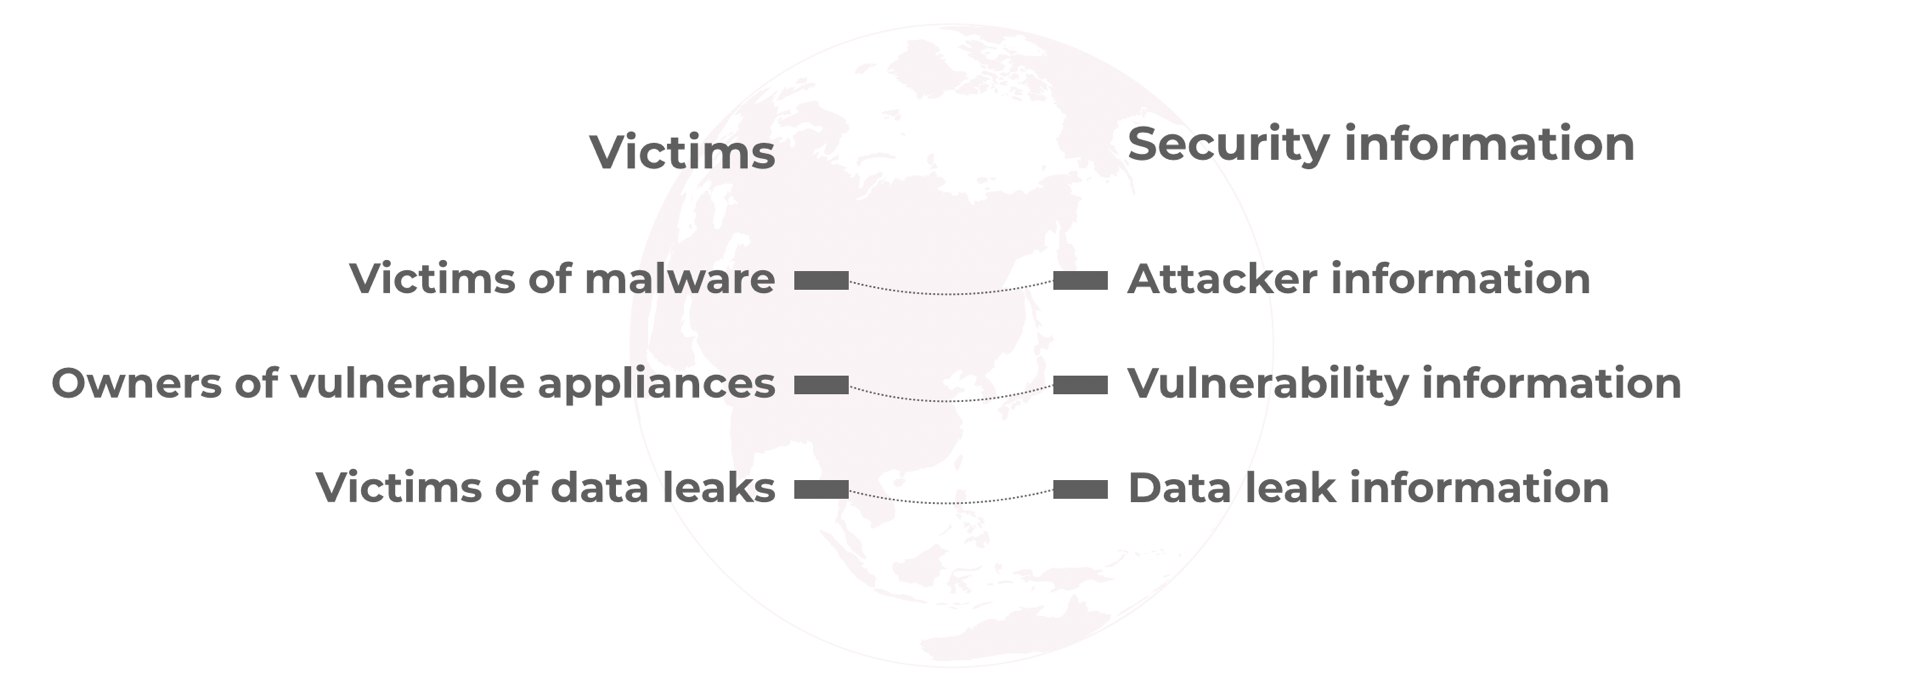 Victims
Security information
Victims of malware
Attacker information
Owners of vulnerable appliances
Vulnerability information
Victims of data leaks
Data leak information